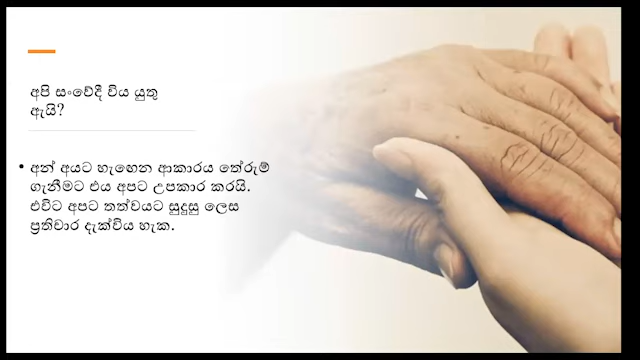 අපි සංවේදී විය යුතු
ඇයි?
• අන් අයට හැඟෙන ආකාරය තේරුම්
ගැනීමට එය අපට උපකාර කරයි.
එවිට අපට තත්වයට සුදුසු ලෙස
ප්‍රතිචාර දැක්විය හැක.